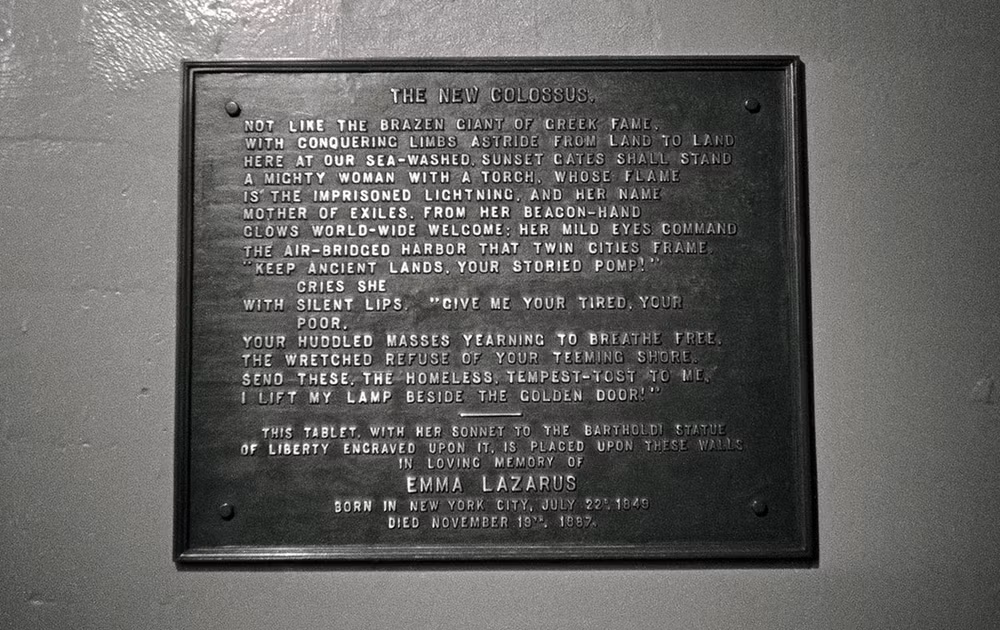 THE NEW COLOSSUS.
NOT LIKE THE BRAZEN GIANT OF GREEK FAME,
WITH CONQUERING LIMBS ASTRIDE FROM LAND TO LAND
HERE AT OUR SEA-WASHED, SUNSET GATES SHALL STAND
A MIGHTY WOMAN WITH A TORCH, WHOSE FLAME
IS THE IMPRISONED LIGHTNING, AND HER NAME
MOTHER OF EXILES. FROM HER BEACON-HAND
GLOWS WORLD-WIDE WELCOME; HER MILD EYES COMMAND
THE AIR-BRIDGED HARBOR THAT TWIN CITIES FRAME,
"KEEP ANCIENT LANDS, YOUR STORIED POMP!"
CRIES SHE
WITH SILENT LIPS. "GIVE ME YOUR TIRED, YOUR
POOR,
YOUR HUDDLED MASSES YEARNING TO BREATHE FREE,
THE WRETCHED REFUSE OF YOUR TEEMING SHORE,
SEND THESE, THE HOMELESS, TEMPEST-TOST TO ME,
I LIFT MY LAMP BESIDE THE GOLDEN DOOR!"
THIS TABLET, WITH HER SONNET TO THE BARTHOLDI STATUE
OF LIBERTY ENGRAVED UPON IT, IS PLACED UPON THESE WALLS
IN LOVING MEMORY OF
EMMA LAZARUS
BORN IN NEW YORK CITY, JULY 22ᴰ, 1849
DIED NOVEMBER 19ᵀᴴ, 1887.